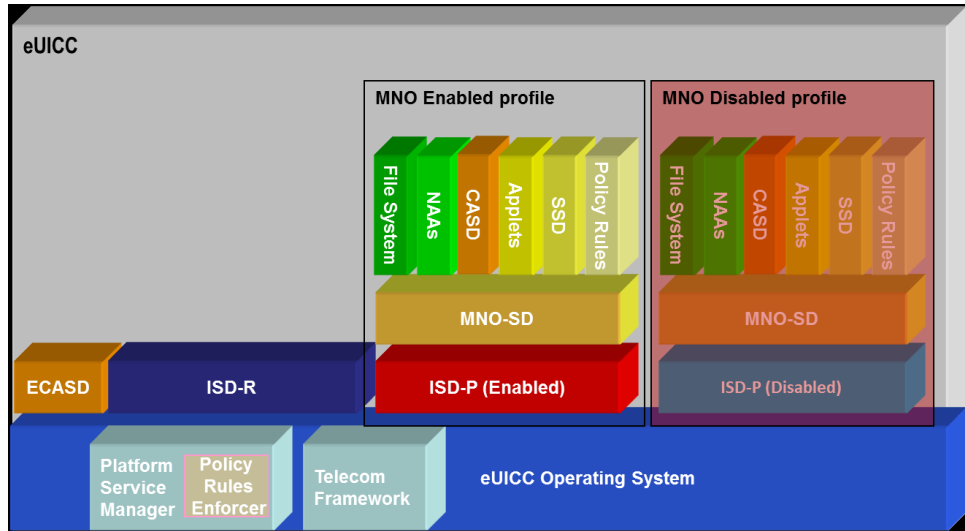 eUICC
MNO Enabled profile
File System
NAAs
CASD
Applets
SSD
Policy Rules
MNO-SD
ISD-P (Enabled)
MNO Disabled profile
File System
NAAs
CASD
Applets
SSD
Policy Rules
MNO-SD
ISD-P (Disabled)
ECASD
ISD-R
Platform
Service
Manager
Policy
Rules
Enforcer
Telecom
Framework
eUICC Operating System